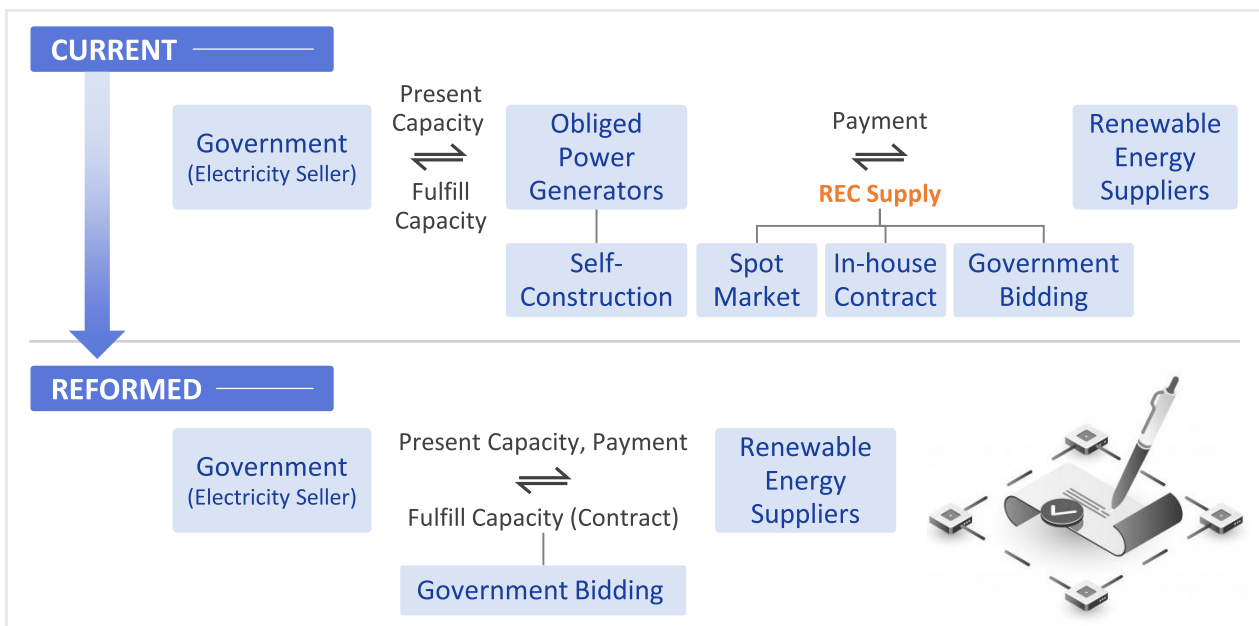 CURRENT
Government
(Electricity Seller)
Present
Capacity
Fulfill
Capacity
Obliged
Power
Generators
Self-
Construction
Payment
REC Supply
Spot
Market
In-house
Contract
Government
Bidding
Renewable
Energy
Suppliers
REFORMED
Government
(Electricity Seller)
Present Capacity, Payment
Fulfill Capacity (Contract)
Government Bidding
Renewable
Energy
Suppliers